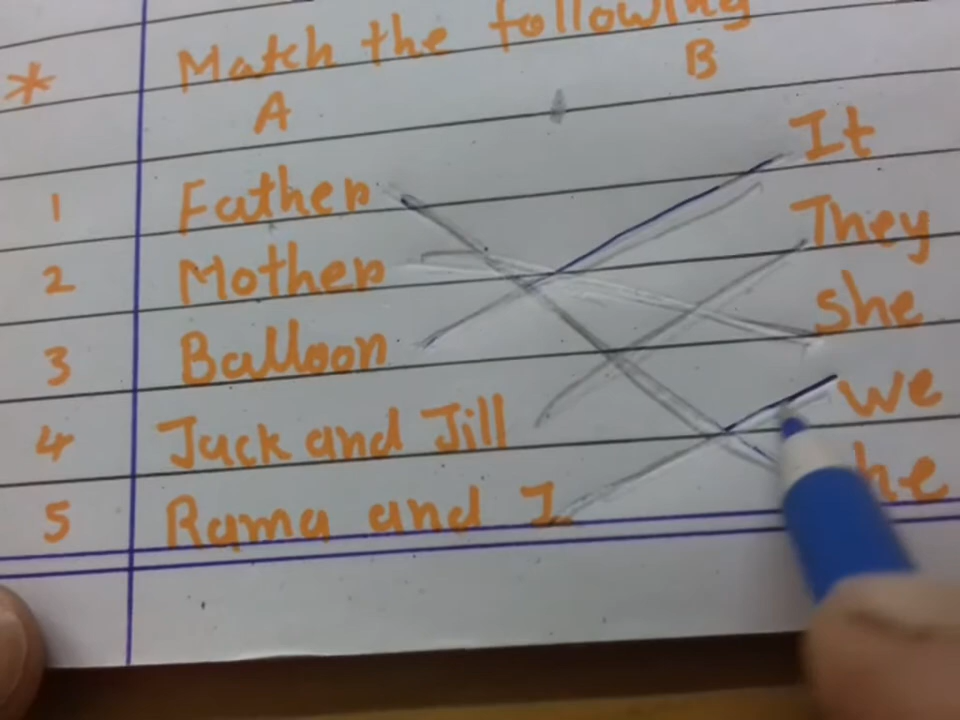 * Match the following
A B
1 Father It
2 Mother They
3 Balloon she
4 Jack and Jill we
5 Rama and I he